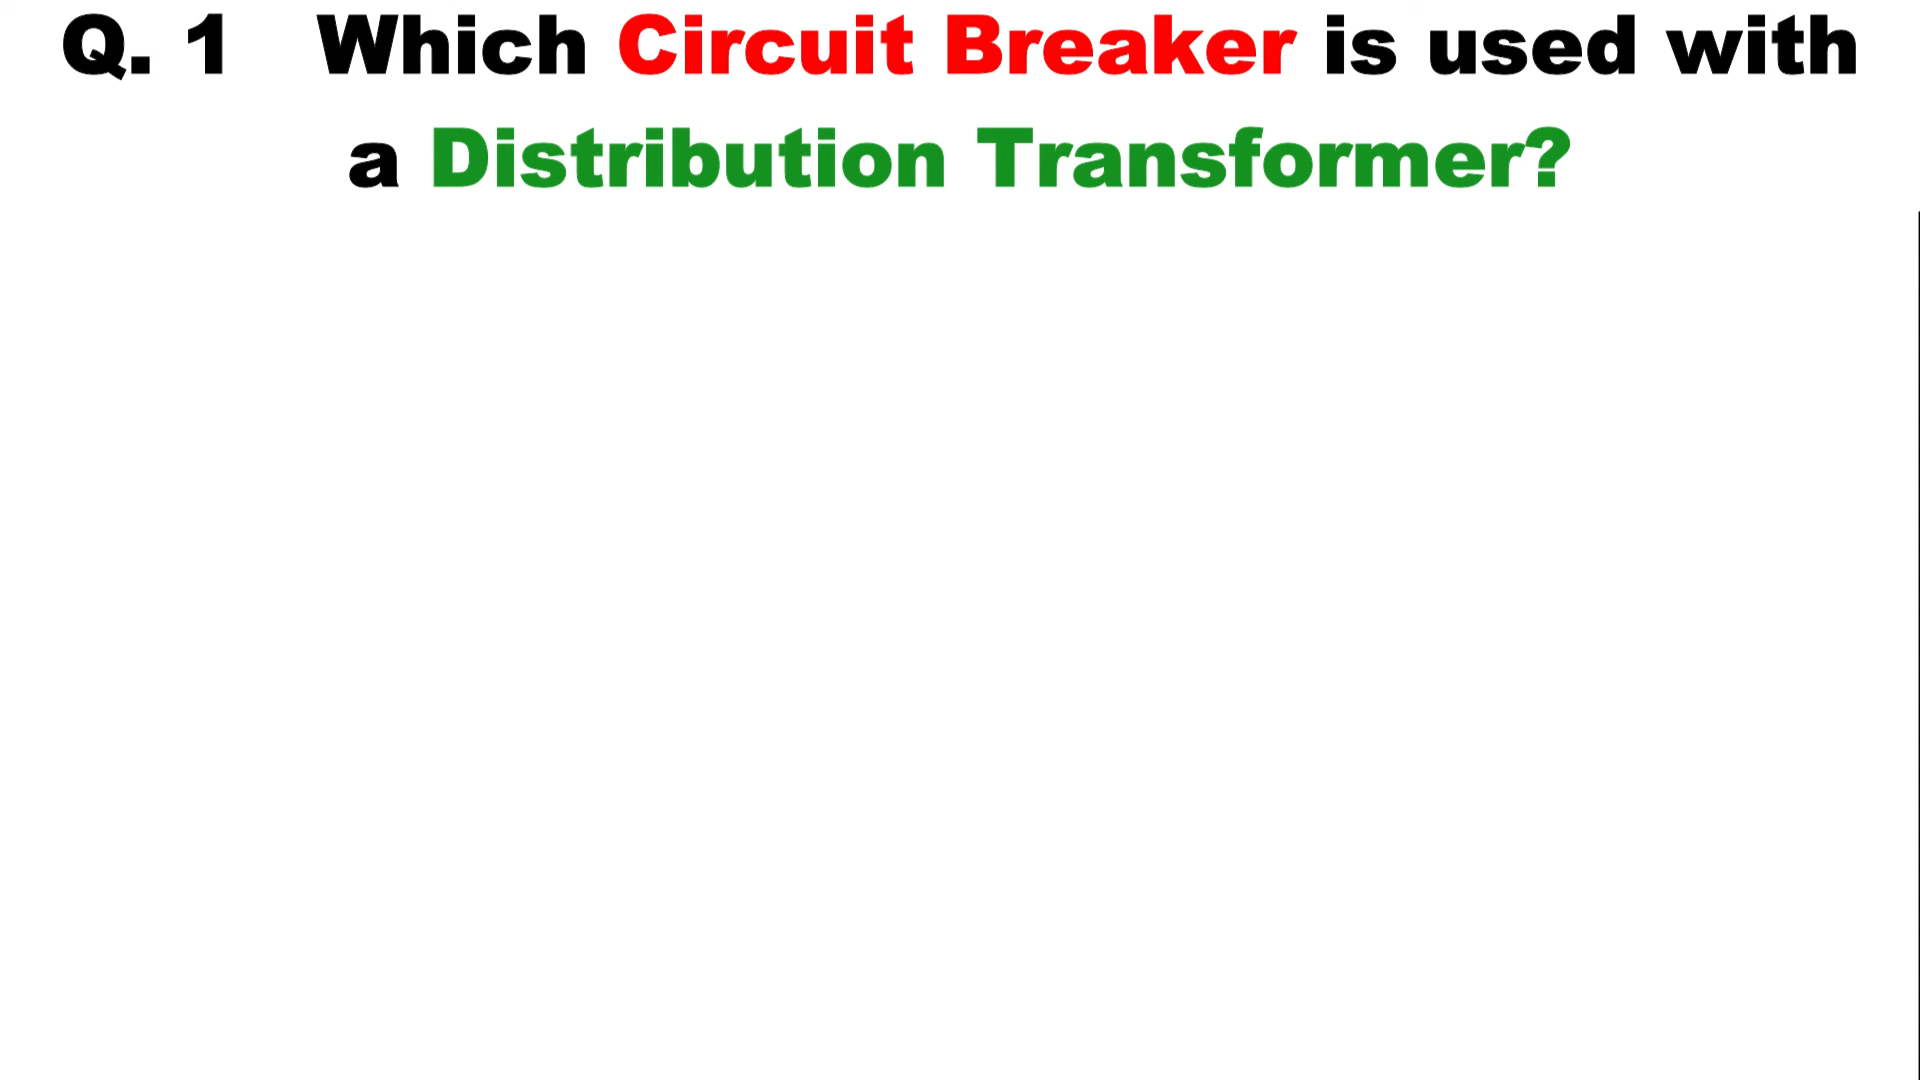 Q. 1 Which Circuit Breaker is used with
a Distribution Transformer?